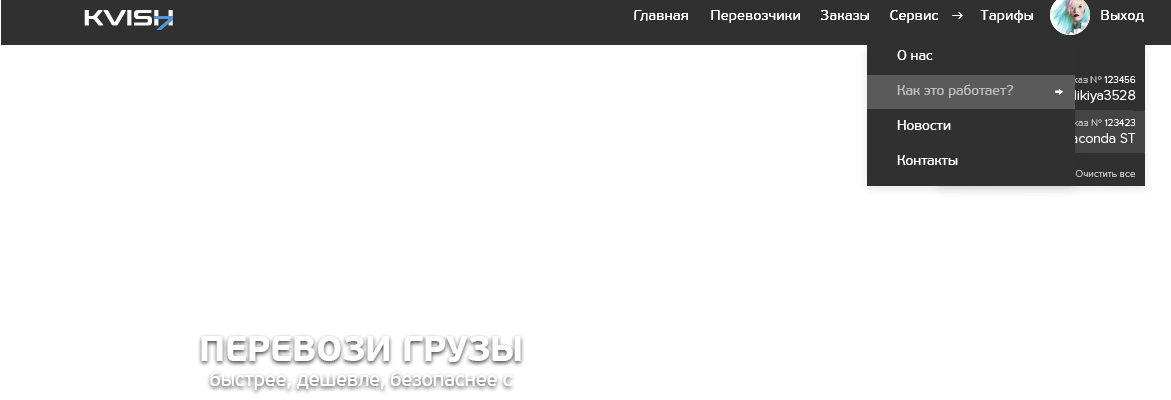 KVISH
Главная Перевозчики Заказы Сервис → Тарифы Выход
О нас
Как это работает?
Новости
Контакты
каз № 123456
likiya3528
каз № 123423
aconda ST
Очистить все
ПЕРЕВОЗИ ГРУЗЫ
быстрее, дешевле, безопаснее с